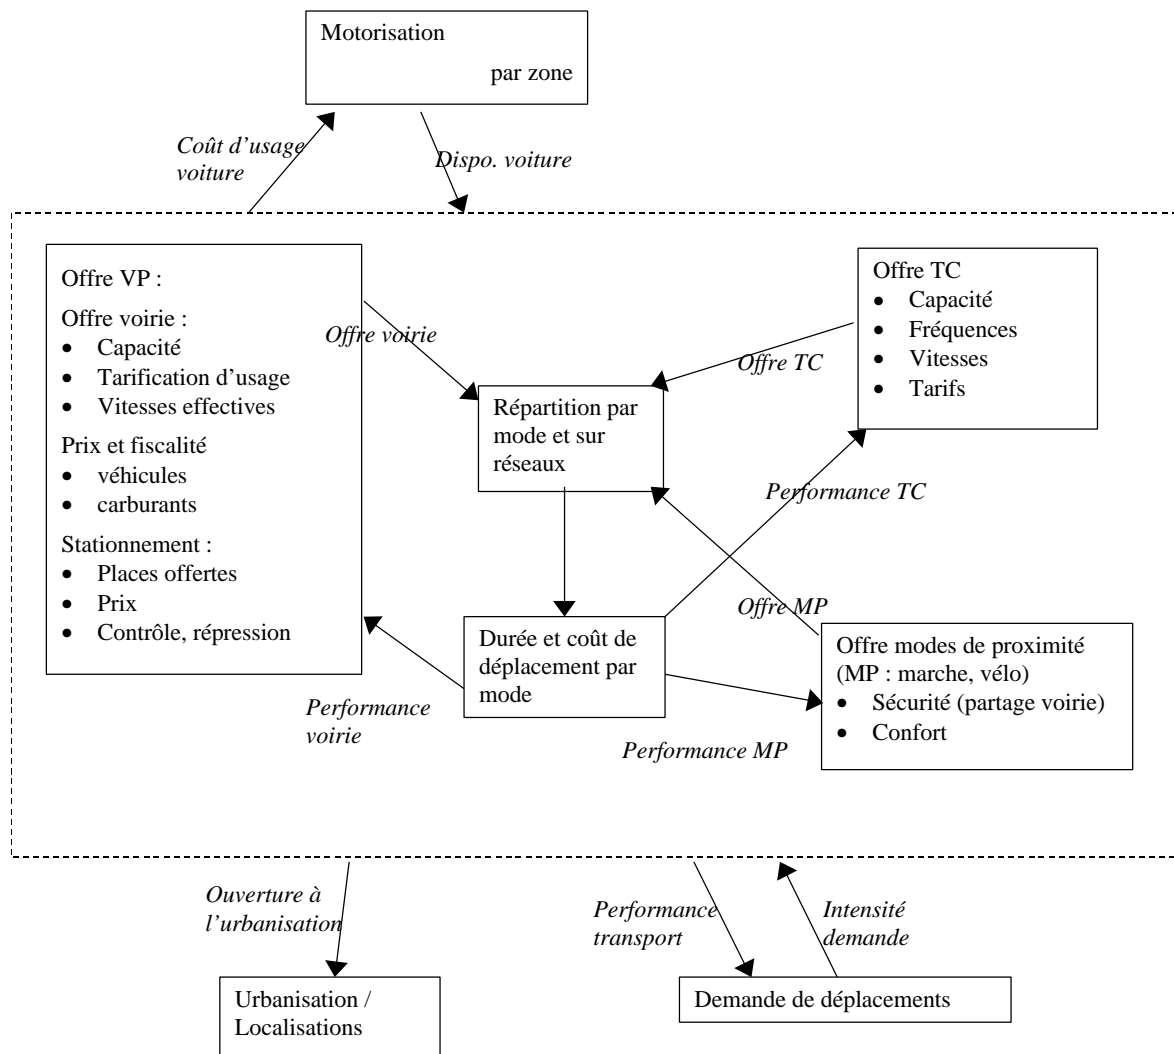 Motorisation
par zone
Coût d’usage
voiture
Dispo. voiture
Offre VP :
Offre voirie :
• Capacité
• Tarification d’usage
• Vitesses effectives
Prix et fiscalité
• véhicules
• carburants
Stationnement :
• Places offertes
• Prix
• Contrôle, répression
Offre voirie
Offre TC
• Capacité
• Fréquences
• Vitesses
• Tarifs
Offre TC
Répartition par
mode et sur
réseaux
Performance TC
Offre MP
Durée et coût de
déplacement par
mode
Offre modes de proximité
(MP : marche, vélo)
• Sécurité (partage voirie)
• Confort
Performance
voirie
Performance MP
Ouverture à
l’urbanisation
Performance
transport
Intensité
demande
Urbanisation /
Localisations
Demande de déplacements